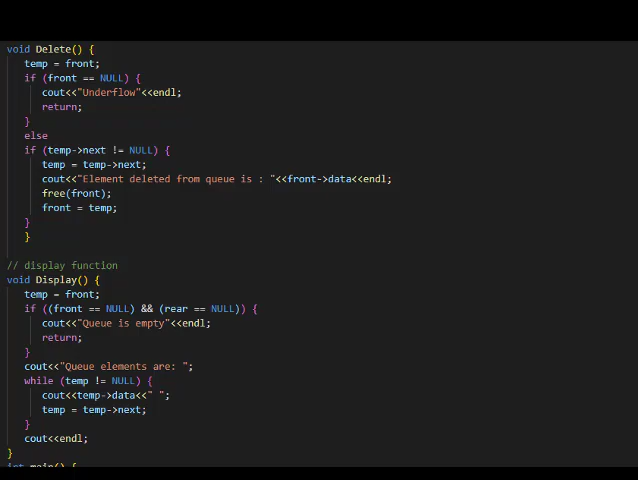 void Delete() {
temp = front;
if (front == NULL) {
cout<<"Underflow"<<endl;
return;
}
else
if (temp->next != NULL) {
temp = temp->next;
cout<<"Element deleted from queue is : "<<front->data<<endl;
free(front);
front = temp;
}
}
// display function
void Display() {
temp = front;
if ((front == NULL) && (rear == NULL)) {
cout<<"Queue is empty"<<endl;
return;
}
cout<<"Queue elements are: ";
while (temp != NULL) {
cout<<temp->data<<" ";
temp = temp->next;
}
cout<<endl;
}
int main() {